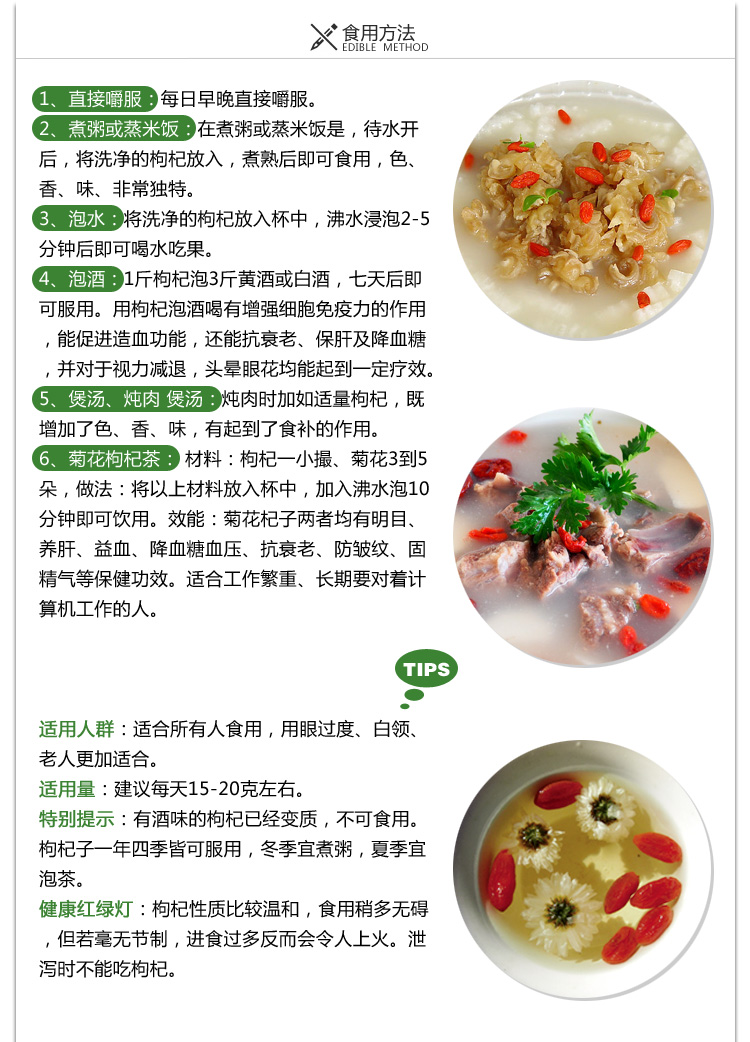 食用方法
EDIBLE METHOD
1、直接嚼服：每日早晚直接嚼服。
2、煮粥或蒸米饭：在煮粥或蒸米饭是，待水开
后，将洗净的枸杞放入，煮熟后即可食用，色、
香、味、非常独特。
3、泡水：将洗净的枸杞放入杯中，沸水浸泡2-5
分钟后即可喝水吃果。
4、泡酒：1斤枸杞泡3斤黄酒或白酒，七天后即
可服用。用枸杞泡酒喝有增强细胞免疫力的作用
，能促进造血功能，还能抗衰老、保肝及降血糖
，并对于视力减退，头晕眼花均能起到一定疗效。
5、煲汤、炖肉 煲汤：炖肉时加如适量枸杞，既
增加了色、香、味，有起到了食补的作用。
6、菊花枸杞茶：材料：枸杞一小撮、菊花3到5
朵，做法：将以上材料放入杯中，加入沸水泡10
分钟即可饮用。效能：菊花杞子两者均有明目、
养肝、益血、降血糖血压、抗衰老、防皱纹、固
精气等保健功效。适合工作繁重、长期要对着计
算机工作的人。
TIPS
适用人群：适合所有人食用，用眼过度、白领、
老人更加适合。
适用量：建议每天15-20克左右。
特别提示：有酒味的枸杞已经变质，不可食用。
枸杞子一年四季皆可服用，冬季宜煮粥，夏季宜
泡茶。
健康红绿灯：枸杞性质比较温和，食用稍多无碍
，但若毫无节制，进食过多反而会令人上火。泄
泻时不能吃枸杞。